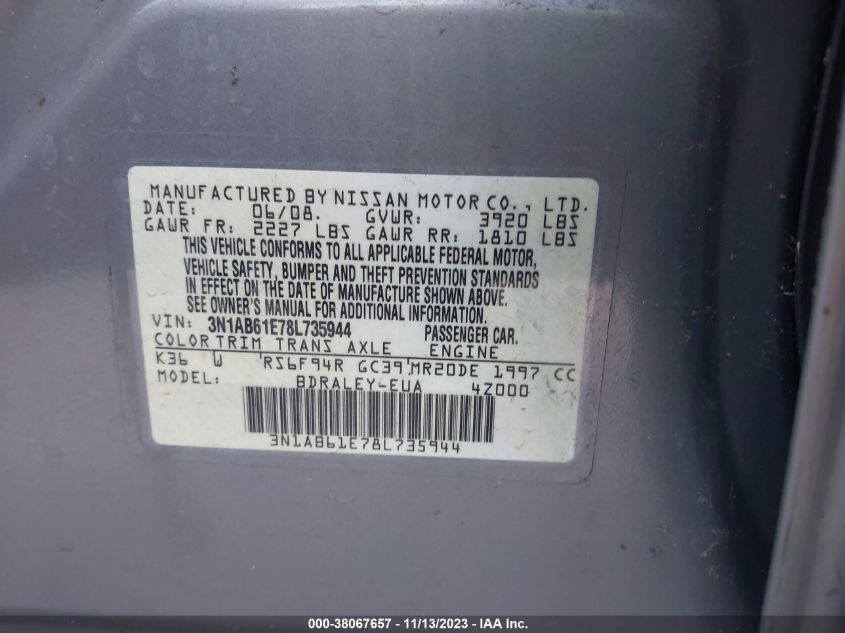 MANUFACTURED BY NISSAN MOTOR CO., LTD.
DATE: 06/08. GVWR: 3920 LBS
GAWR FR: 2227 LBS GAWR RR: 1810 LBS
THIS VEHICLE CONFORMS TO ALL APPLICABLE FEDERAL MOTOR,
VEHICLE SAFETY, BUMPER AND THEFT PREVENTION STANDARDS
IN EFFECT ON THE DATE OF MANUFACTURE SHOWN ABOVE.
SEE OWNER'S MANUAL FOR ADDITIONAL INFORMATION.
VIN: 3N1AB61E78L735944 PASSENGER CAR.
COLOR TRIM TRANS AXLE ENGINE
K36 W RS6F94R GC39 MR20DE 1997 CC
MODEL: BDRALEY-EUA 4Z000
3N1AB61E78L735944
000-38067657 - 11/13/2023 - IAA Inc.